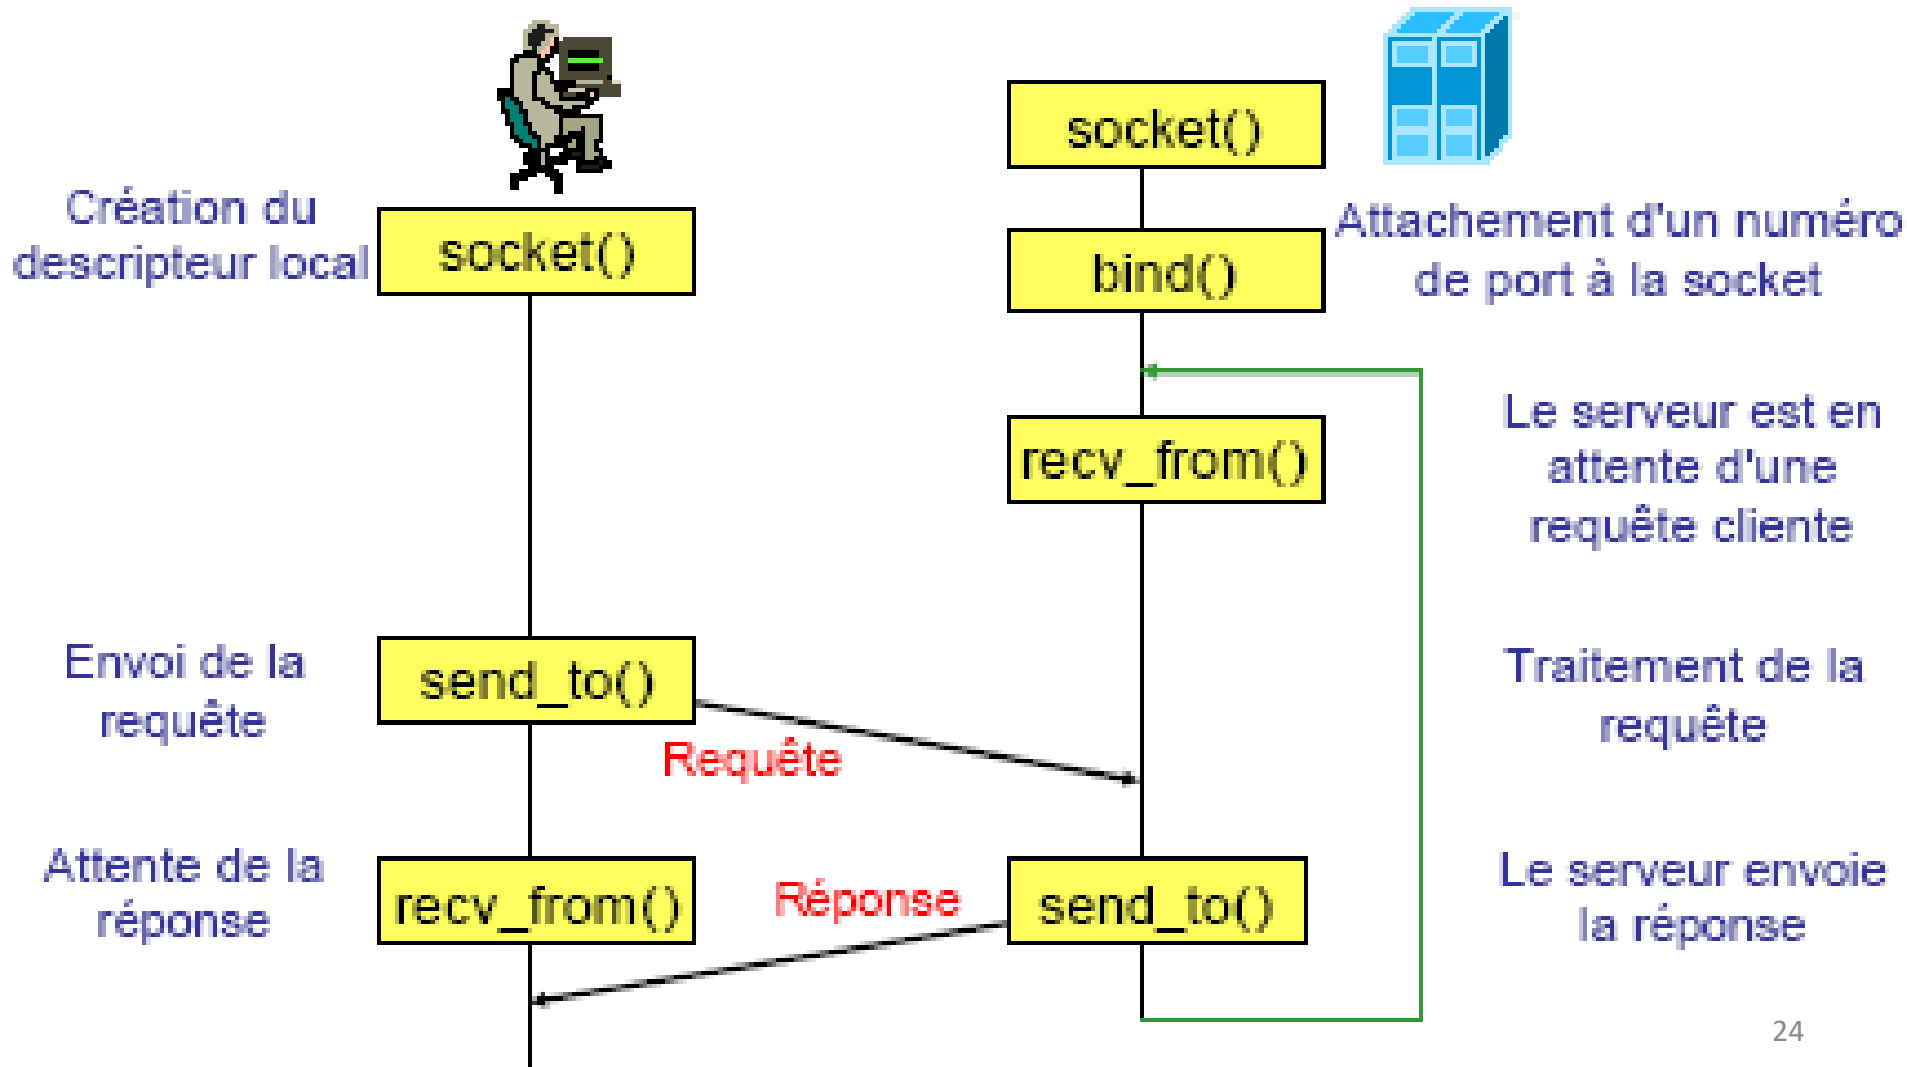 socket()
Création du
descripteur local
socket()
Attachement d'un numéro
de port à la socket
bind()
recv_from()
Le serveur est en
attente d'une
requête cliente
Envoi de la
requête
send_to()
Requête
Traitement de la
requête
Attente de la
réponse
recv_from()
Réponse
send_to()
Le serveur envoie
la réponse
24